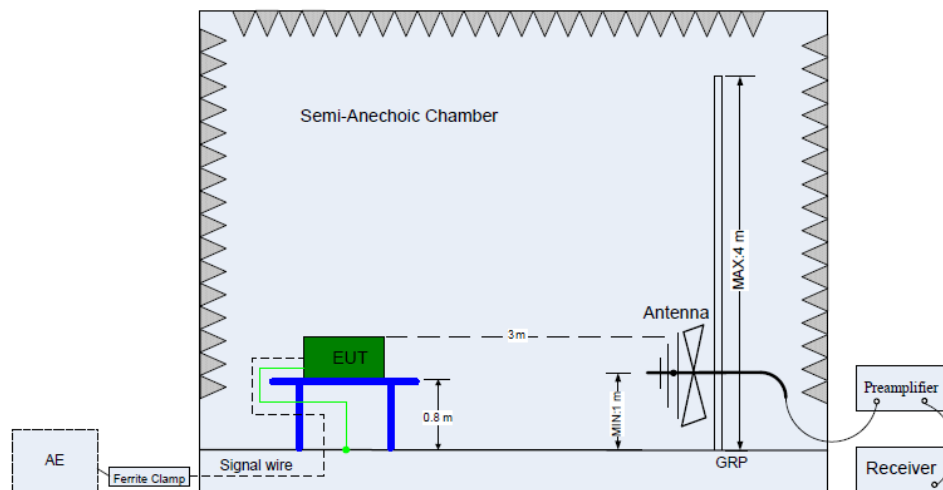 Semi-Anechoic Chamber
MAX:4 m
Antenna
3m
EUT
Preamplifier
MIN:1 m
0.8 m
AE
Signal wire
GRP
Receiver
Ferrite Clamp